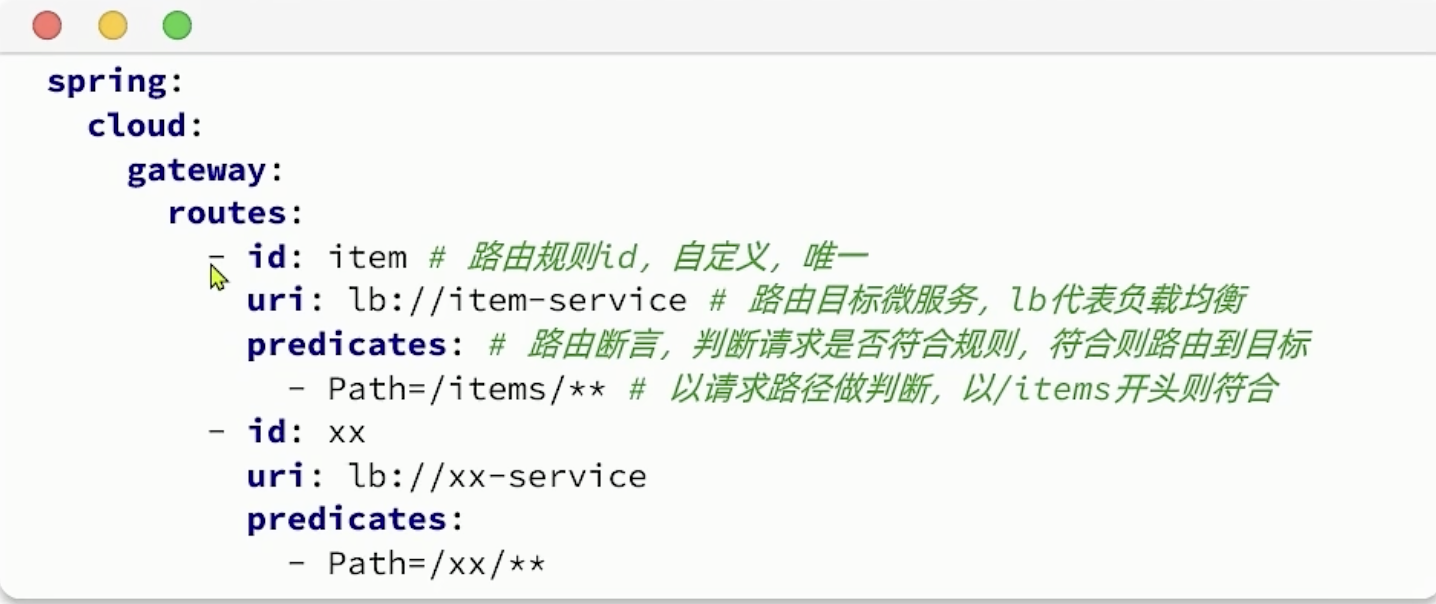 spring:
  cloud:
    gateway:
      routes:
        - id: item # 路由规则id，自定义，唯一
          uri: lb://item-service # 路由目标微服务，lb代表负载均衡
          predicates: # 路由断言，判断请求是否符合规则，符合则路由到目标
            - Path=/items/** # 以请求路径做判断，以/items开头则符合
        - id: xx
          uri: lb://xx-service
          predicates:
            - Path=/xx/**